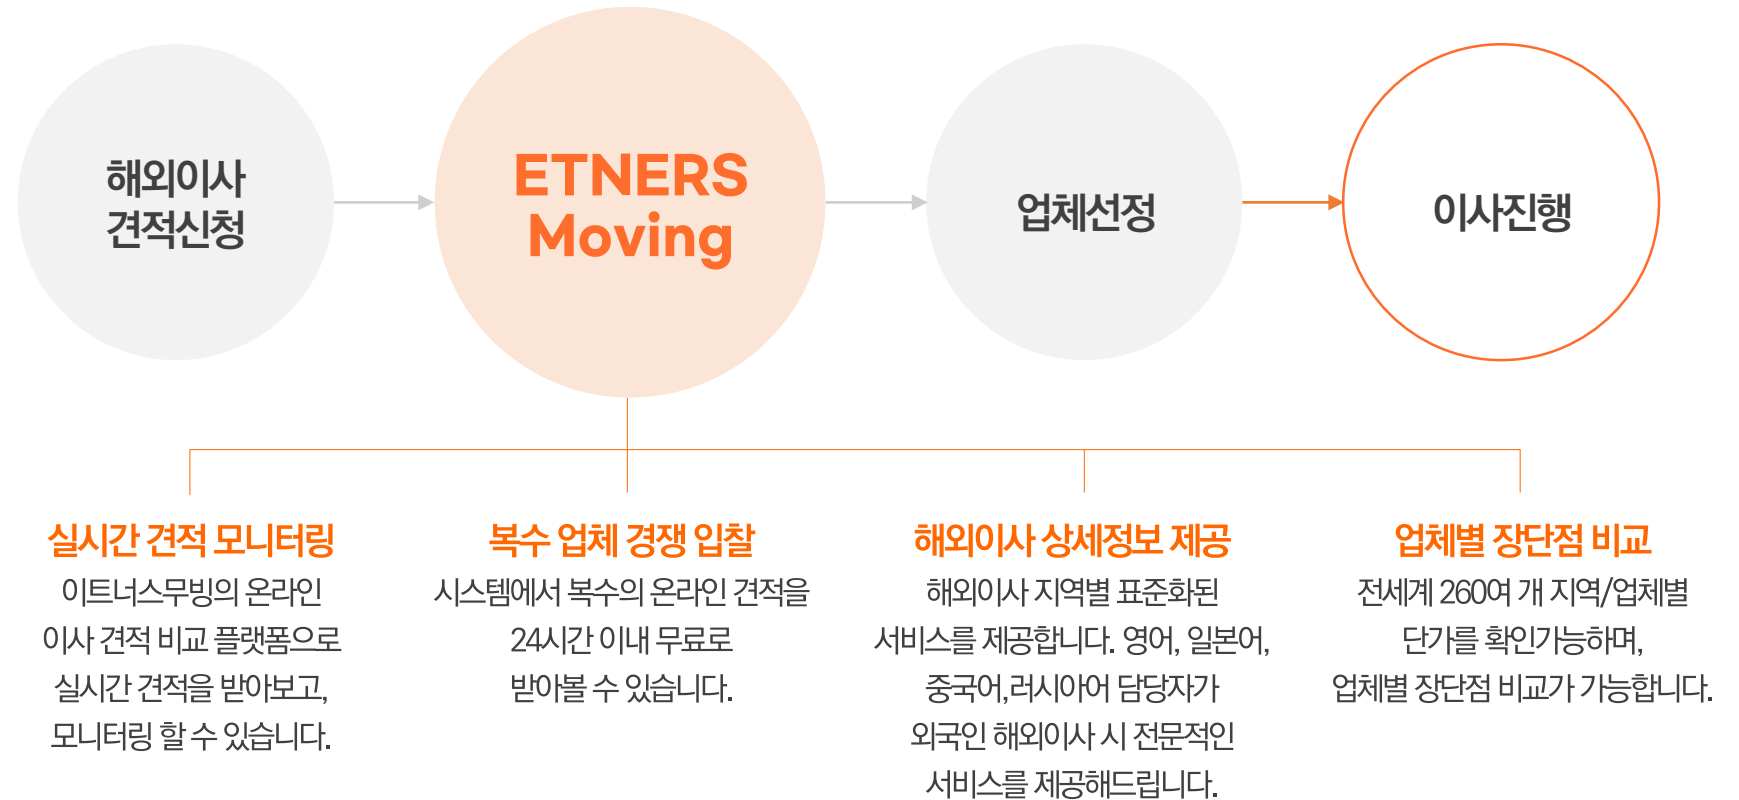 해외이사
견적신청
ETNERS
Moving
업체선정
이사진행
실시간 견적 모니터링
이트너스무빙의 온라인
이사 견적 비교 플랫폼으로
실시간 견적을 받아보고,
모니터링 할 수 있습니다.
복수 업체 경쟁 입찰
시스템에서 복수의 온라인 견적을
24시간 이내 무료로
받아볼 수 있습니다.
해외이사 상세정보 제공
해외이사 지역별 표준화된
서비스를 제공합니다. 영어, 일본어,
중국어,러시아어 담당자가
외국인 해외이사 시 전문적인
서비스를 제공해드립니다.
업체별 장단점 비교
전세계 260여 개 지역/업체별
단가를 확인가능하며,
업체별 장단점 비교가 가능합니다.